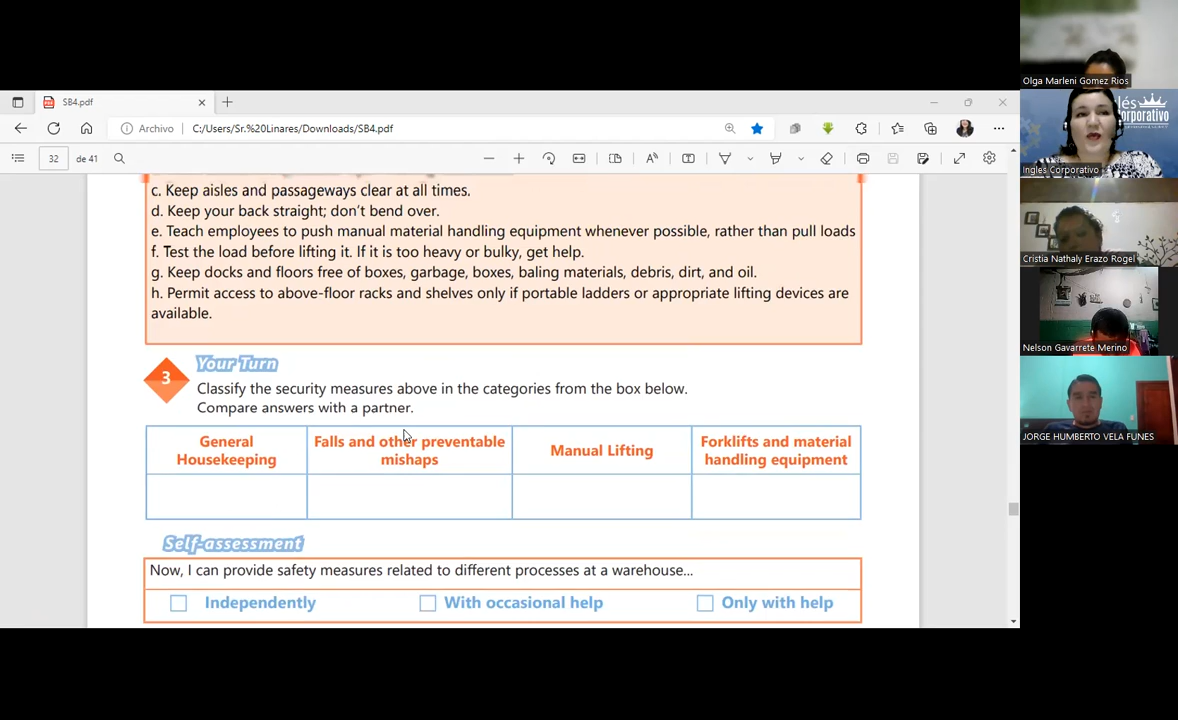 SB4.pdf
Archivo
C:/Users/Sr.%20Linares/Downloads/SB4.pdf
32
de 41
c. Keep aisles and passageways clear at all times.
d. Keep your back straight; don't bend over.
e. Teach employees to push manual material handling equipment whenever possible, rather than pull loads
f. Test the load before lifting it. If it is too heavy or bulky, get help.
g. Keep docks and floors free of boxes, garbage, boxes, baling materials, debris, dirt, and oil.
h. Permit access to above-floor racks and shelves only if portable ladders or appropriate lifting devices are
available.
3
Your Turn
Classify the security measures above in the categories from the box below.
Compare answers with a partner.
General
Housekeeping
Falls and other preventable
mishaps
Manual Lifting
Forklifts and material
handling equipment
Self-assessment
Now, I can provide safety measures related to different processes at a warehouse...
Independently
With occasional help
Only with help
Olga Marleni Gomez Rios
lés
Corporativo
Ingles Corporativo
Cristia Nathaly Erazo Rogel
Nelson Gavarrete Merino
JORGE HUMBERTO VELA FUNES